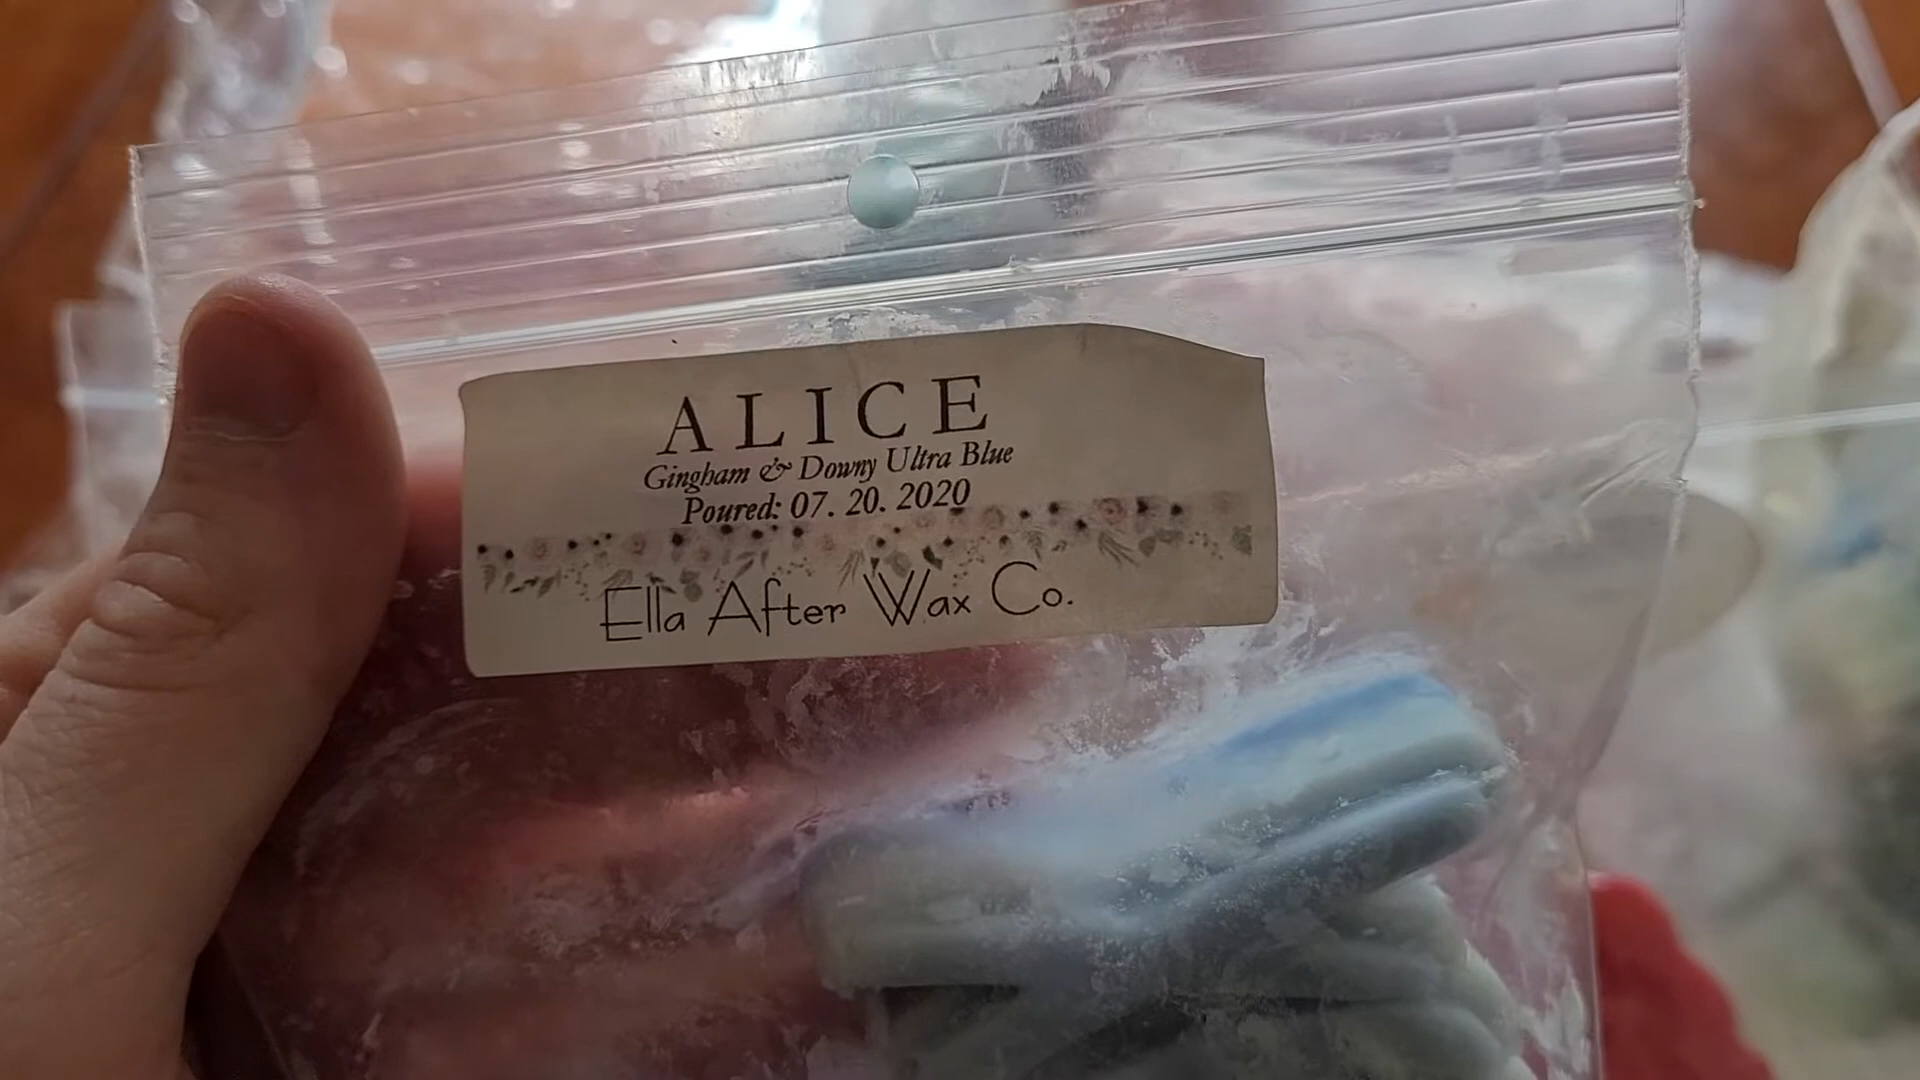 ALICE
Gingham & Downy Ultra Blue
Poured: 07. 20. 2020
Ella After Wax Co.